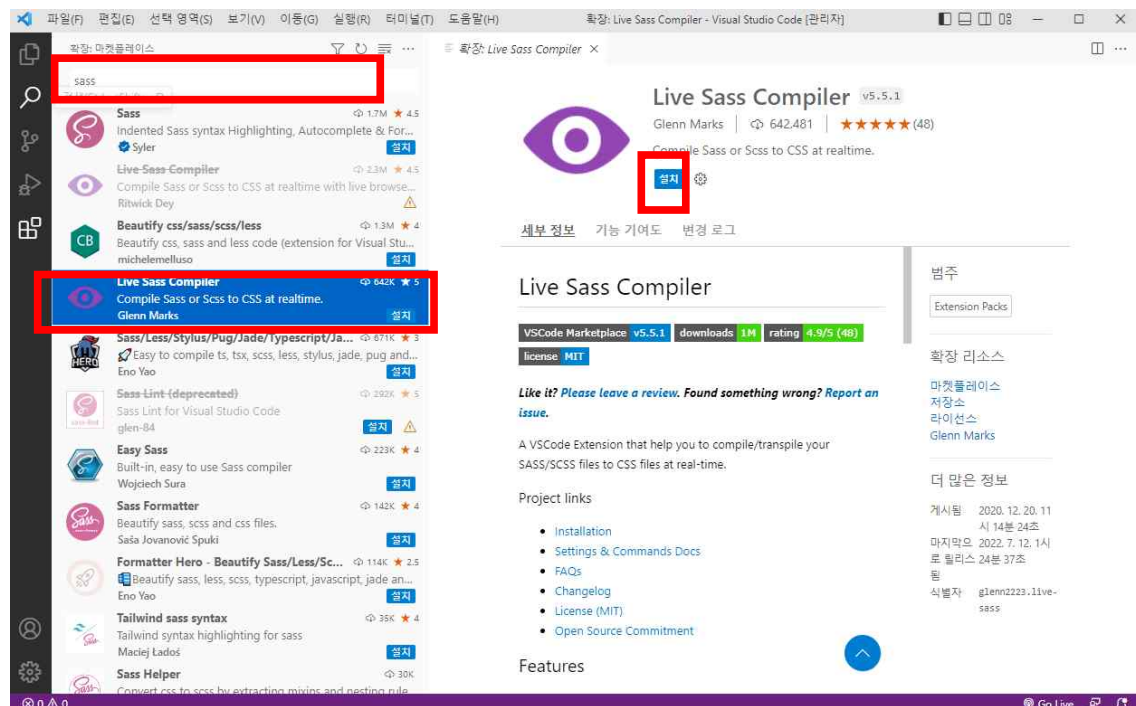 파일(F) 편집(E) 선택 영역(S) 보기(V) 이동(G) 실행(R) 터미널(T) 도움말(H)
확장: Live Sass Compiler - Visual Studio Code [관리자]
확장: 마켓플레이스
sass
Sass 1.7M ★ 4.5
Indented Sass syntax Highlighting, Autocomplete & For...
Syler 설치
Live Sass Compiler 2.3M ★ 4.5
Compile Sass or Scss to CSS at realtime with live browse...
Ritwick Dey
Beautify css/sass/scss/less 1.3M ★ 4
CB
Beautify css, sass and less code (extension for Visual Stu...
michelemelluso 설치
Live Sass Compiler 642K ★ 5
Compile Sass or Scss to CSS at realtime.
Glenn Marks 설치
Sass/Less/Stylus/Pug/Jade/Typescript/Ja... 671K ★ 3
HERO
Easy to compile ts, tsx, scss, less, stylus, jade, pug and...
Eno Yao 설치
Sass Lint (deprecated) 292K ★ 5
Sass Lint for Visual Studio Code
glen-84 설치
Easy Sass 223K ★ 4
Built-in, easy to use Sass compiler
Wojciech Sura 설치
Sass Formatter 142K ★ 4
Sass
Beautify sass, scss and css files.
Saša Jovanović Spuki 설치
Formatter Hero - Beautify Sass/Less/Sc... 114K ★ 2.5
Beautify sass, less, scss, typescript, javascript, jade an...
Eno Yao 설치
Tailwind sass syntax 35K ★ 4
Tailwind syntax highlighting for sass
Maciej Ładoś 설치
Sass Helper 30K
Convert css to scss by extracting mixins and nesting rule
확장: Live Sass Compiler
Live Sass Compiler v5.5.1
Glenn Marks 642,481 ★★★★★(48)
Compile Sass or Scss to CSS at realtime.
설치
세부 정보 기능 기여도 변경 로그
Live Sass Compiler
VSCode Marketplace v5.5.1 downloads 1M rating 4.9/5 (48)
license MIT
Like it? Please leave a review. Found something wrong? Report an
issue.
A VSCode Extension that help you to compile/transpile your
SASS/SCSS files to CSS files at real-time.
Project links
Installation
Settings & Commands Docs
FAQs
Changelog
License (MIT)
Open Source Commitment
Features
범주
Extension Packs
확장 리소스
마켓플레이스
저장소
라이선스
Glenn Marks
더 많은 정보
게시됨 2020. 12. 20. 11
시 14분 24초
마지막으 2022. 7. 12. 1시
로 릴리스 24분 37초
됨
식별자 glenn2223.live-
sass
0 0
Go Live